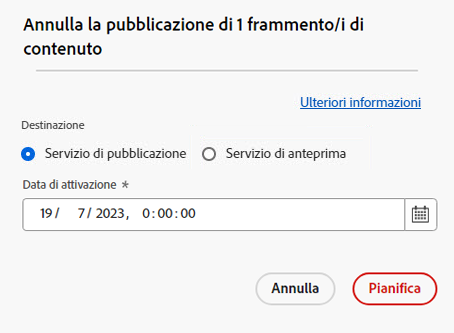 Annulla la pubblicazione di 1 frammento/i di
contenuto
Ulteriori informazioni
Destinazione
Servizio di pubblicazione Servizio di anteprima
Data di attivazione *
19/ 7/2023, 0:00:00
Annulla Pianifica